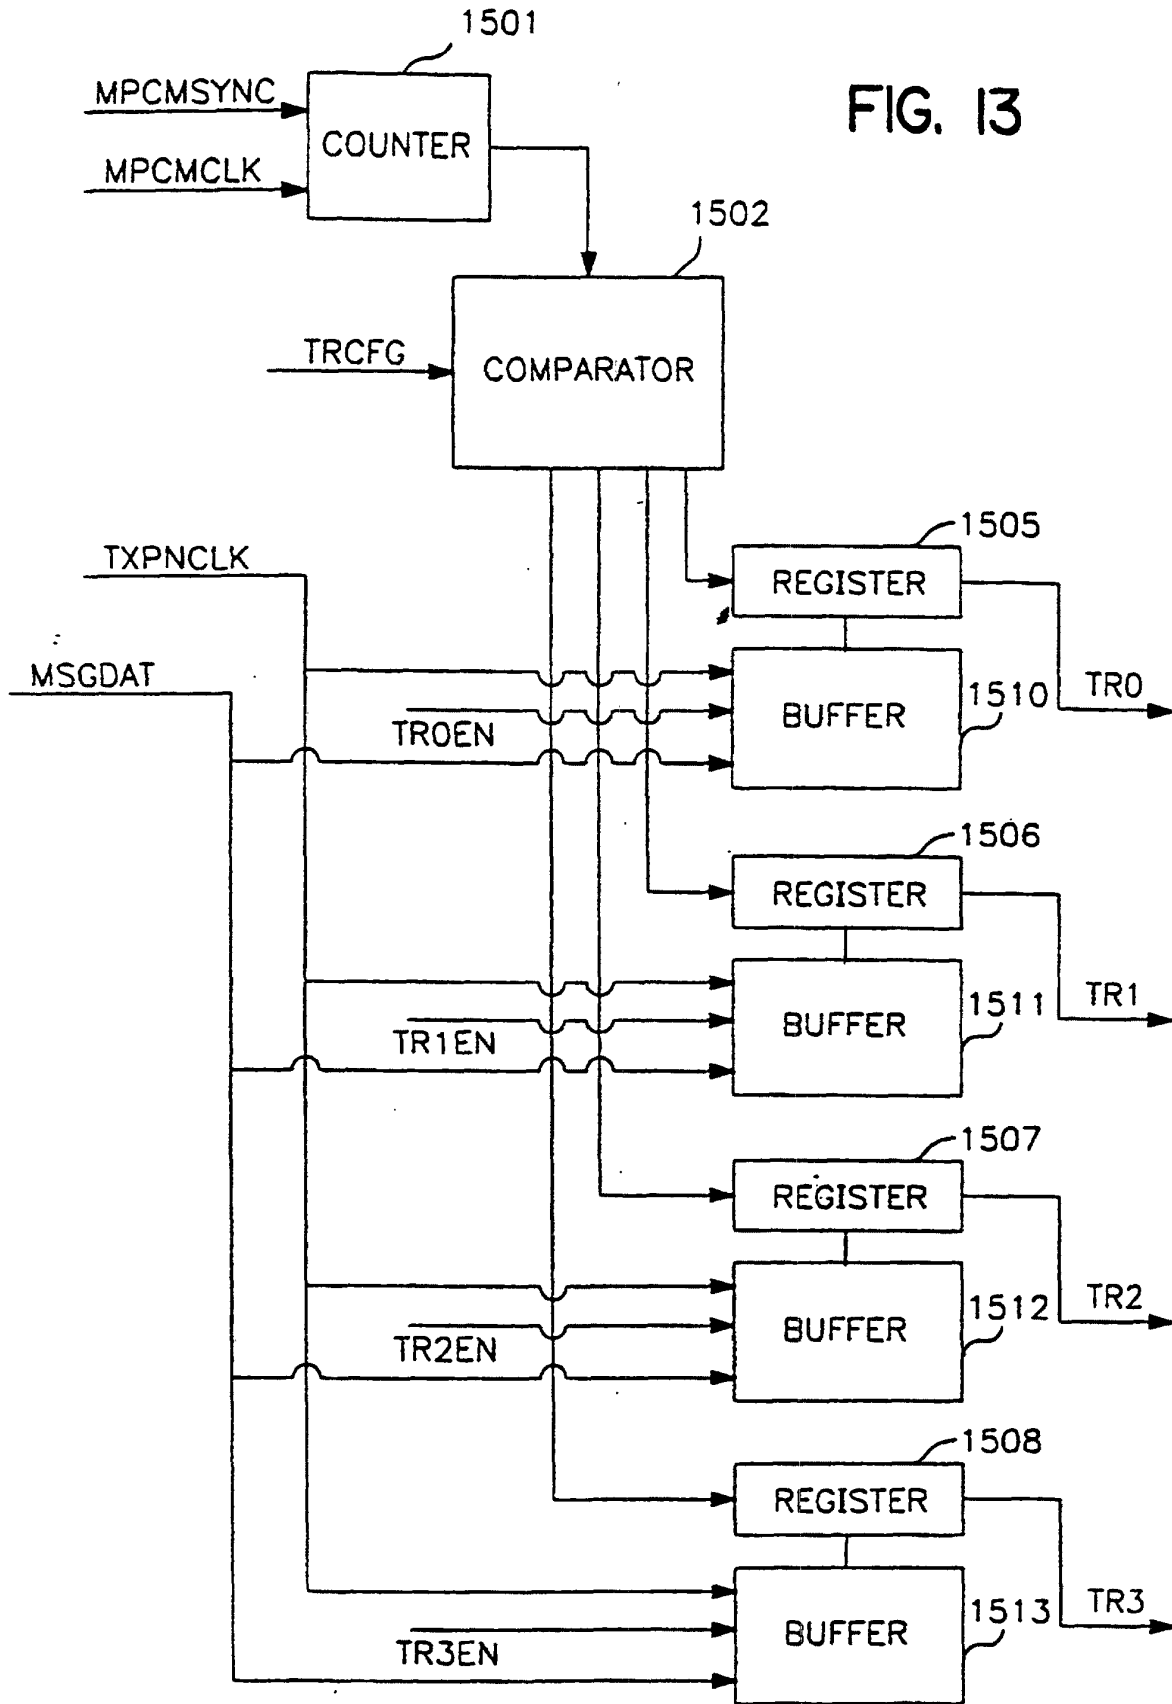 1501
MPCMSYNC
COUNTER
MPCMCLK
FIG. 13
1502
TRCFG
COMPARATOR
TXPNCLK
MSGDAT
1505
REGISTER
TR0EN
BUFFER
1510
TR0
1506
REGISTER
TR1EN
BUFFER
1511
TR1
1507
REGISTER
TR2EN
BUFFER
1512
TR2
1508
REGISTER
TR3EN
BUFFER
1513
TR3